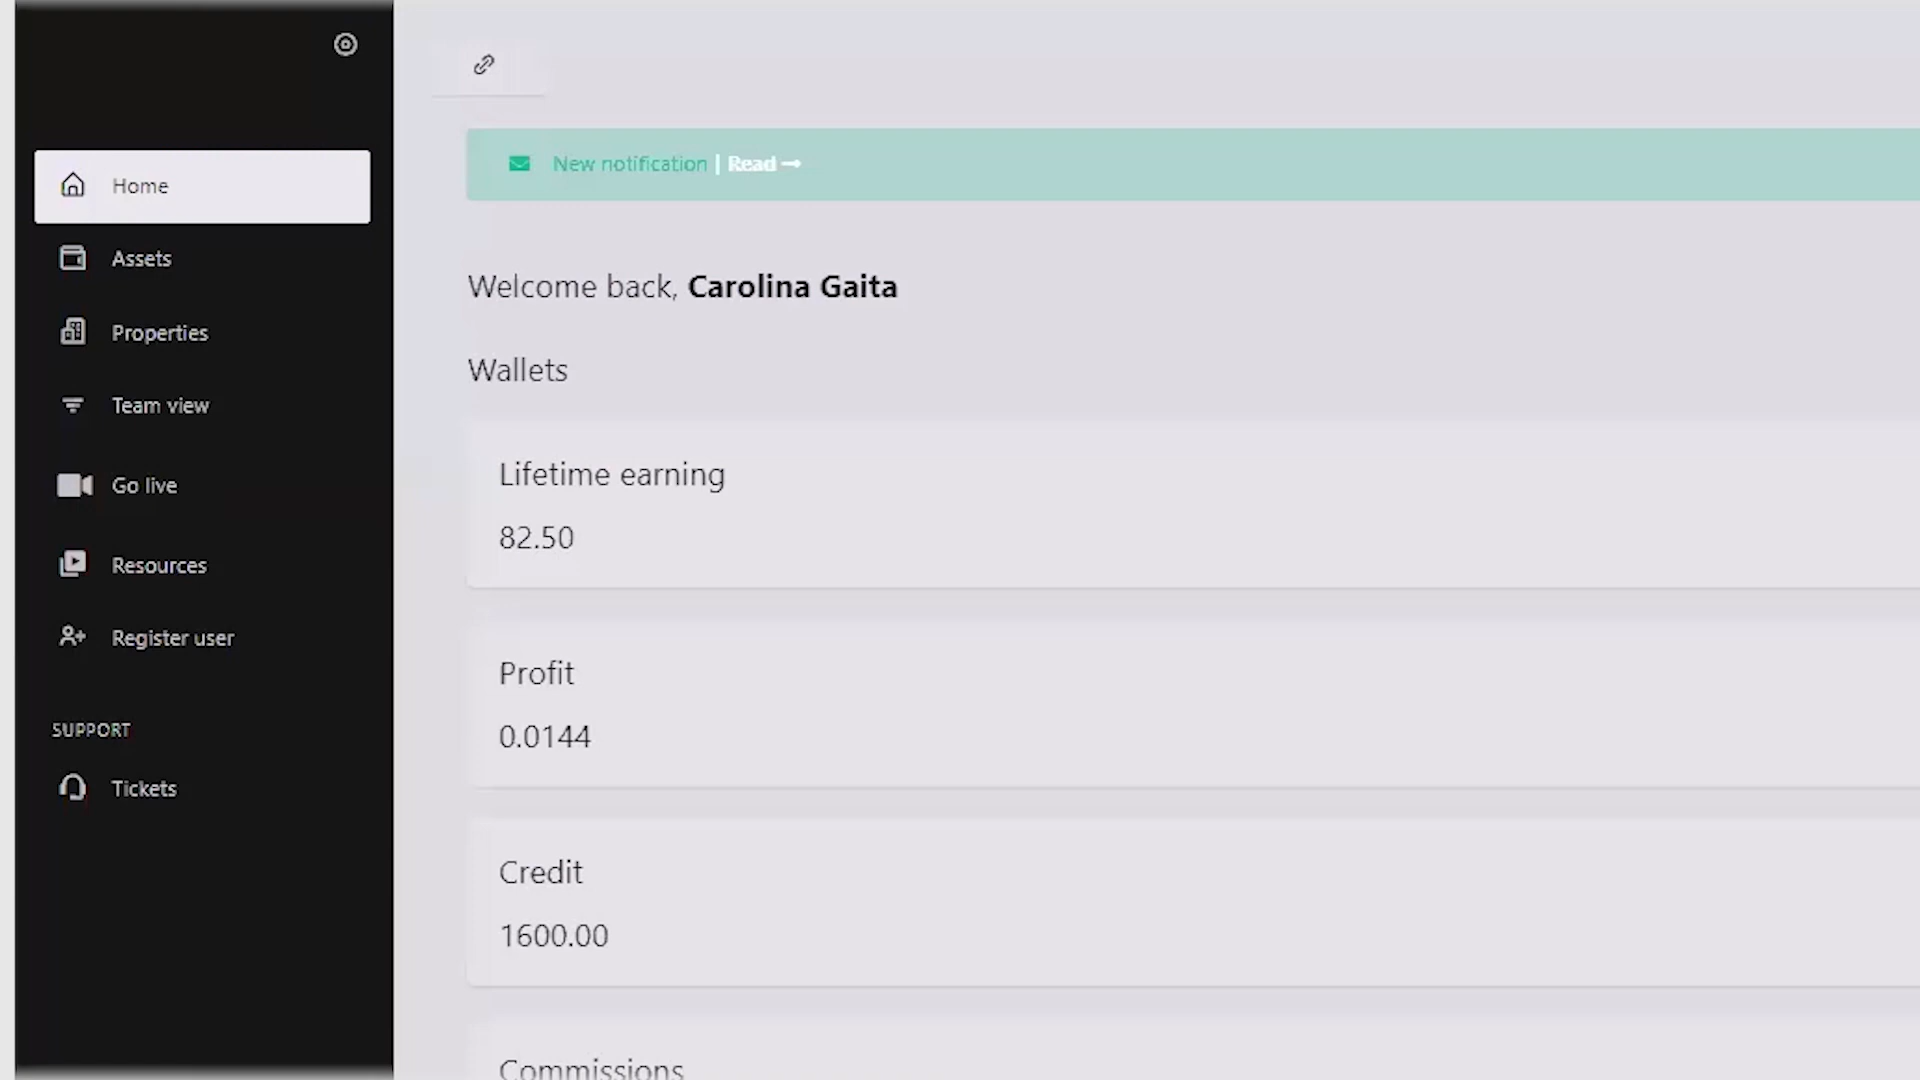 Home
Assets
Properties
Team view
Go live
Resources
Register user
SUPPORT
Tickets
New notification | Read →
Welcome back, Carolina Gaita
Wallets
Lifetime earning
82.50
Profit
0.0144
Credit
1600.00
Commissions